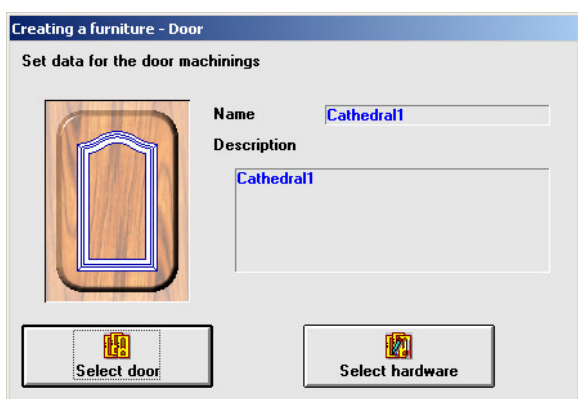 Creating a furniture - Door
Set data for the door machinings
Name Cathedral1
Description
Cathedral1
Select door Select hardware